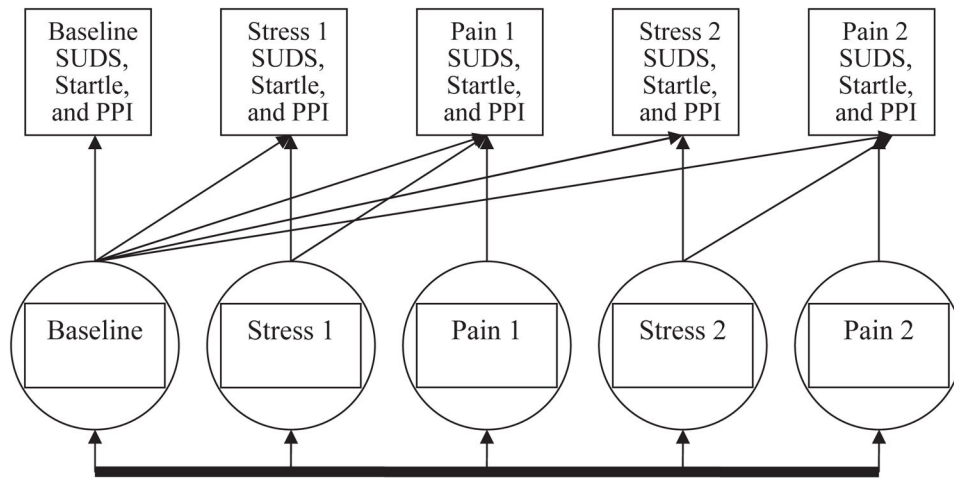 Baseline
SUDS,
Startle,
and PPI
Stress 1
SUDS,
Startle,
and PPI
Pain 1
SUDS,
Startle,
and PPI
Stress 2
SUDS,
Startle,
and PPI
Pain 2
SUDS,
Startle,
and PPI
Baseline
Stress 1
Pain 1
Stress 2
Pain 2